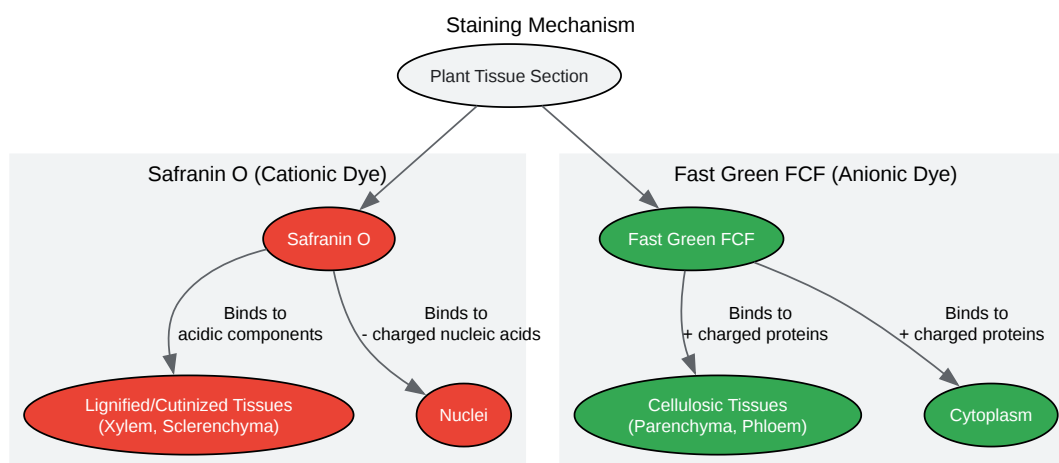 Staining Mechanism
Plant Tissue Section
Safranin O (Cationic Dye)
Fast Green FCF (Anionic Dye)
Safranin O
Fast Green FCF
Binds to
acidic components
Binds to
- charged nucleic acids
Binds to
+ charged proteins
Binds to
+ charged proteins
Lignified/Cutinized Tissues
(Xylem, Sclerenchyma)
Nuclei
Cellulosic Tissues
(Parenchyma, Phloem)
Cytoplasm